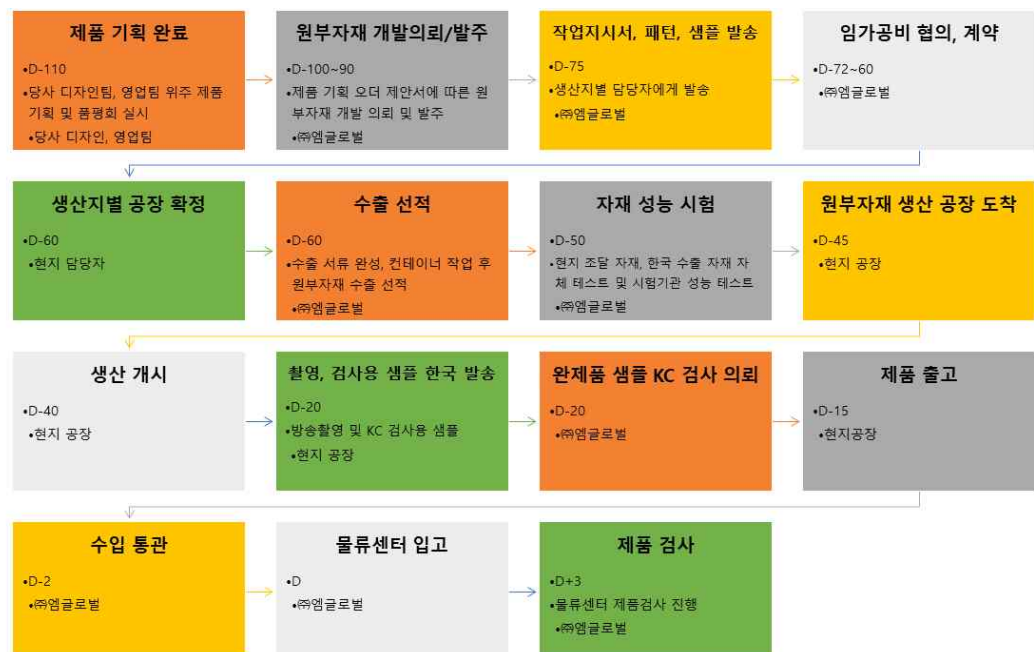 제품 기획 완료
•D-110
•당사 디자인팀, 영업팀 위주 제품
기획 및 품평회 실시
•당사 디자인, 영업팀
원부자재 개발의뢰/발주
•D-100~90
•제품 기획 오더 제안서에 따른 원
부자재 개발 의뢰 및 발주
•㈜엠글로벌
작업지시서, 패턴, 샘플 발송
•D-75
•생산지별 담당자에게 발송
•㈜엠글로벌
임가공비 협의, 계약
•D-72~60
•㈜엠글로벌
생산지별 공장 확정
•D-60
•현지 담당자
수출 선적
•D-60
•수출 서류 완성, 컨테이너 작업 후
원부자재 수출 선적
•㈜엠글로벌
자재 성능 시험
•D-50
•현지 조달 자재, 한국 수출 자재 자
체 테스트 및 시험기관 성능 테스트
•㈜엠글로벌
원부자재 생산 공장 도착
•D-45
•현지 공장
생산 개시
•D-40
•현지 공장
촬영, 검사용 샘플 한국 발송
•D-20
•방송촬영 및 KC 검사용 샘플
•현지 공장
완제품 샘플 KC 검사 의뢰
•D-20
•㈜엠글로벌
제품 출고
•D-15
•현지공장
수입 통관
•D-2
•㈜엠글로벌
물류센터 입고
•D
•㈜엠글로벌
제품 검사
•D+3
•물류센터 제품검사 진행
•㈜엠글로벌